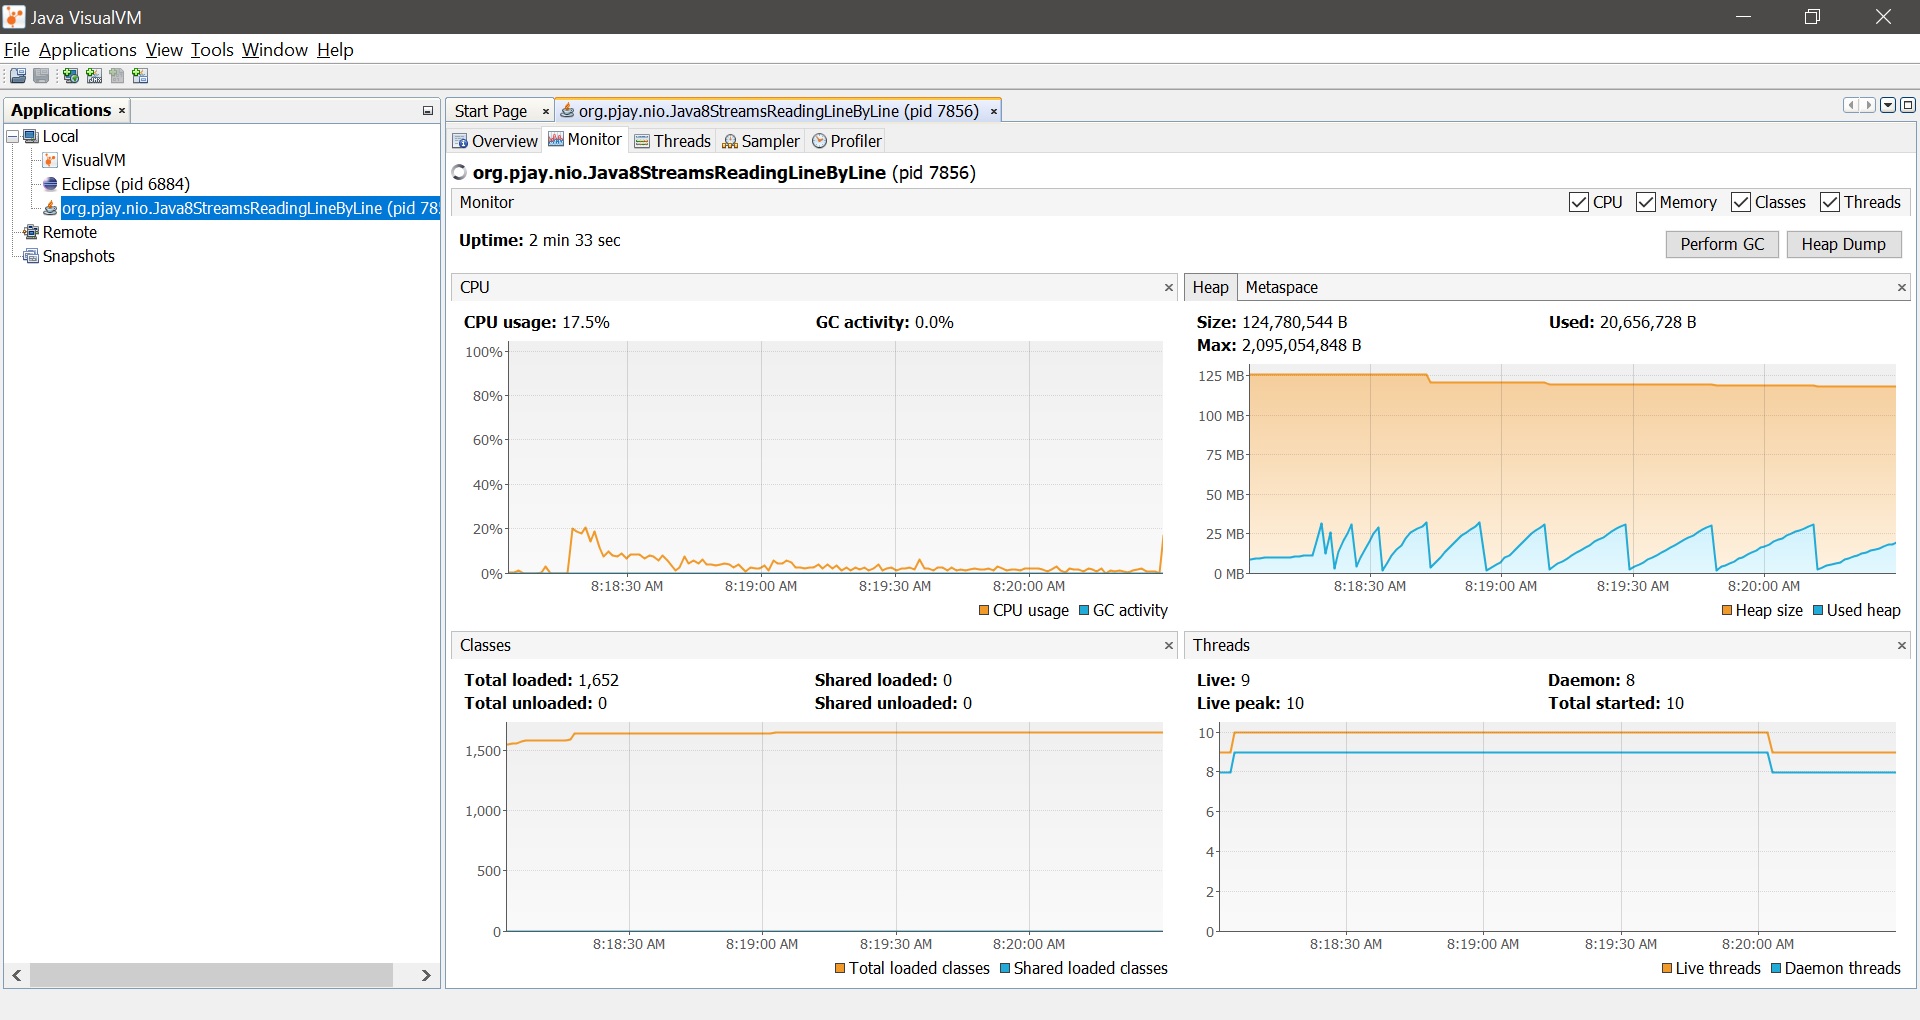 Java VisualVM
File Applications View Tools Window Help
Applications
Local
VisualVM
Eclipse (pid 6884)
org.pjay.nio.Java8StreamsReadingLineByLine (pid 78
Remote
Snapshots
Start Page
org.pjay.nio.Java8StreamsReadingLineByLine (pid 7856)
Overview Monitor Threads Sampler Profiler
org.pjay.nio.Java8StreamsReadingLineByLine (pid 7856)
Monitor
CPU Memory Classes Threads
Uptime: 2 min 33 sec
Perform GC Heap Dump
CPU
CPU usage: 17.5% GC activity: 0.0%
100%
80%
60%
40%
20%
0%
8:18:30 AM 8:19:00 AM 8:19:30 AM 8:20:00 AM
CPU usage GC activity
Heap Metaspace
Size: 124,780,544 B Used: 20,656,728 B
Max: 2,095,054,848 B
125 MB
100 MB
75 MB
50 MB
25 MB
0 MB
8:18:30 AM 8:19:00 AM 8:19:30 AM 8:20:00 AM
Heap size Used heap
Classes
Total loaded: 1,652 Shared loaded: 0
Total unloaded: 0 Shared unloaded: 0
1,500
1,000
500
0
8:18:30 AM 8:19:00 AM 8:19:30 AM 8:20:00 AM
Total loaded classes Shared loaded classes
Threads
Live: 9 Daemon: 8
Live peak: 10 Total started: 10
10
8
6
4
2
0
8:18:30 AM 8:19:00 AM 8:19:30 AM 8:20:00 AM
Live threads Daemon threads